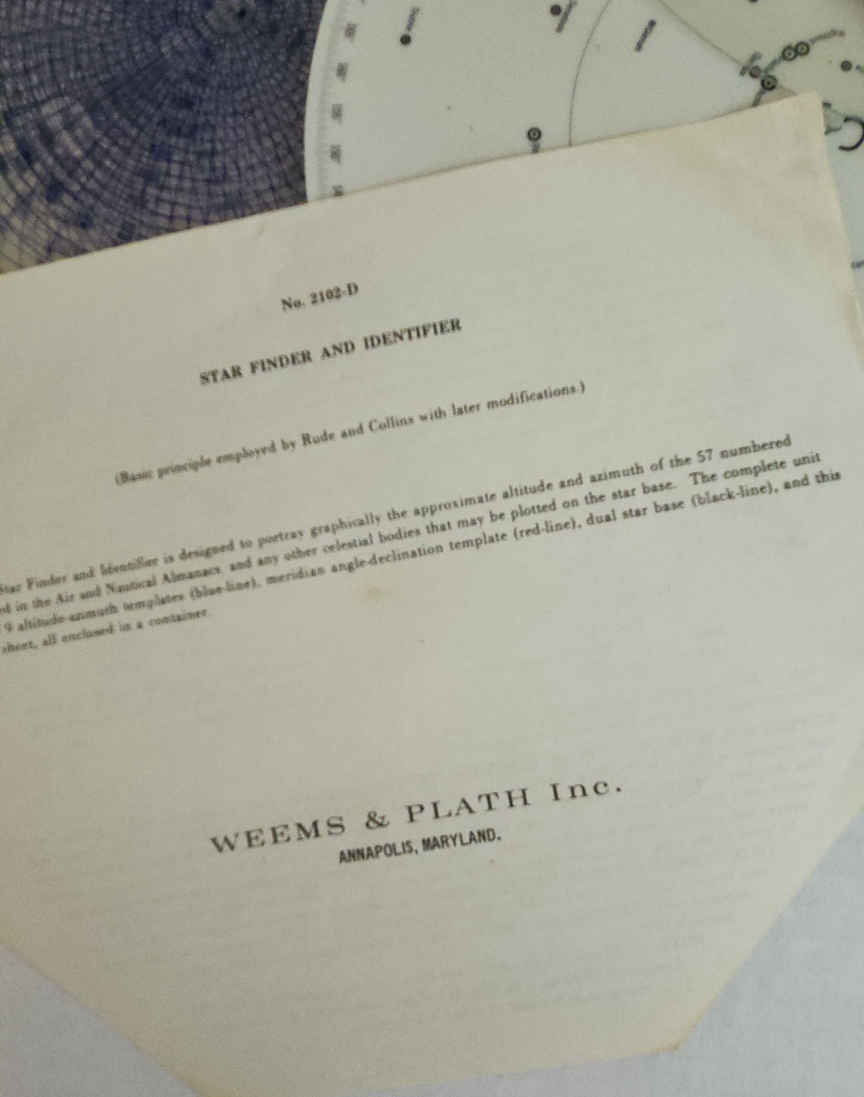 No. 2102-D
STAR FINDER AND IDENTIFIER
(Basic principle employed by Rude and Collins with later modifications.)
Star Finder and Identifier is designed to portray graphically the approximate altitude and azimuth of the 57 numbered
ed in the Air and Nautical Almanacs and any other celestial bodies that may be plotted on the star base. The complete unit
9 altitude-azimuth templates (blue-line), meridian angle-declination template (red-line), dual star base (black-line), and this
sheet, all enclosed in a container.
WEEMS & PLATH Inc.
ANNAPOLIS, MARYLAND.